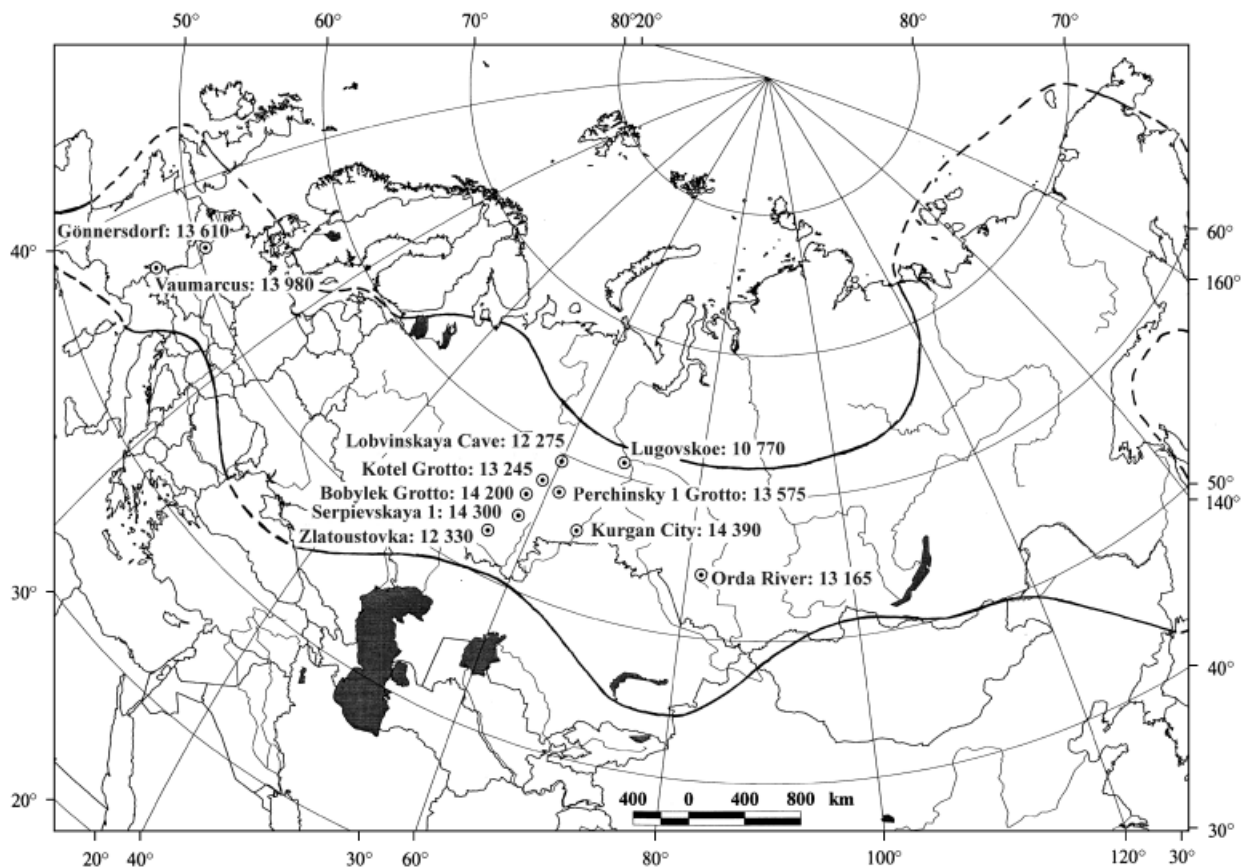 50° 60° 70° 80° 20° 80° 70°
Gönnersdorf: 13 610
60°
40°
160°
Vaumarcus: 13 980
Lobvinskaya Cave: 12 275
Lugovskoe: 10 770
Kotel Grotto: 13 245
50°
Bobylek Grotto: 14 200
Perchinsky 1 Grotto: 13 575
140°
Serpievskaya 1: 14 300
Zlatoustovka: 12 330
Kurgan City: 14 390
Orda River: 13 165
30°
40°
20°
400 0 400 800 km
30°
20° 40° 30° 60° 80° 100° 120° 30°